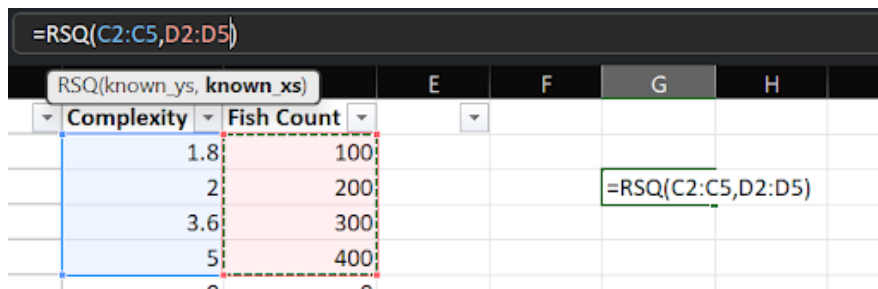 =RSQ(C2:C5,D2:D5)
RSQ(known_ys, known_xs)
E F G H
Complexity Fish Count
1.8 100
2 200
=RSQ(C2:C5,D2:D5)
3.6 300
5 400